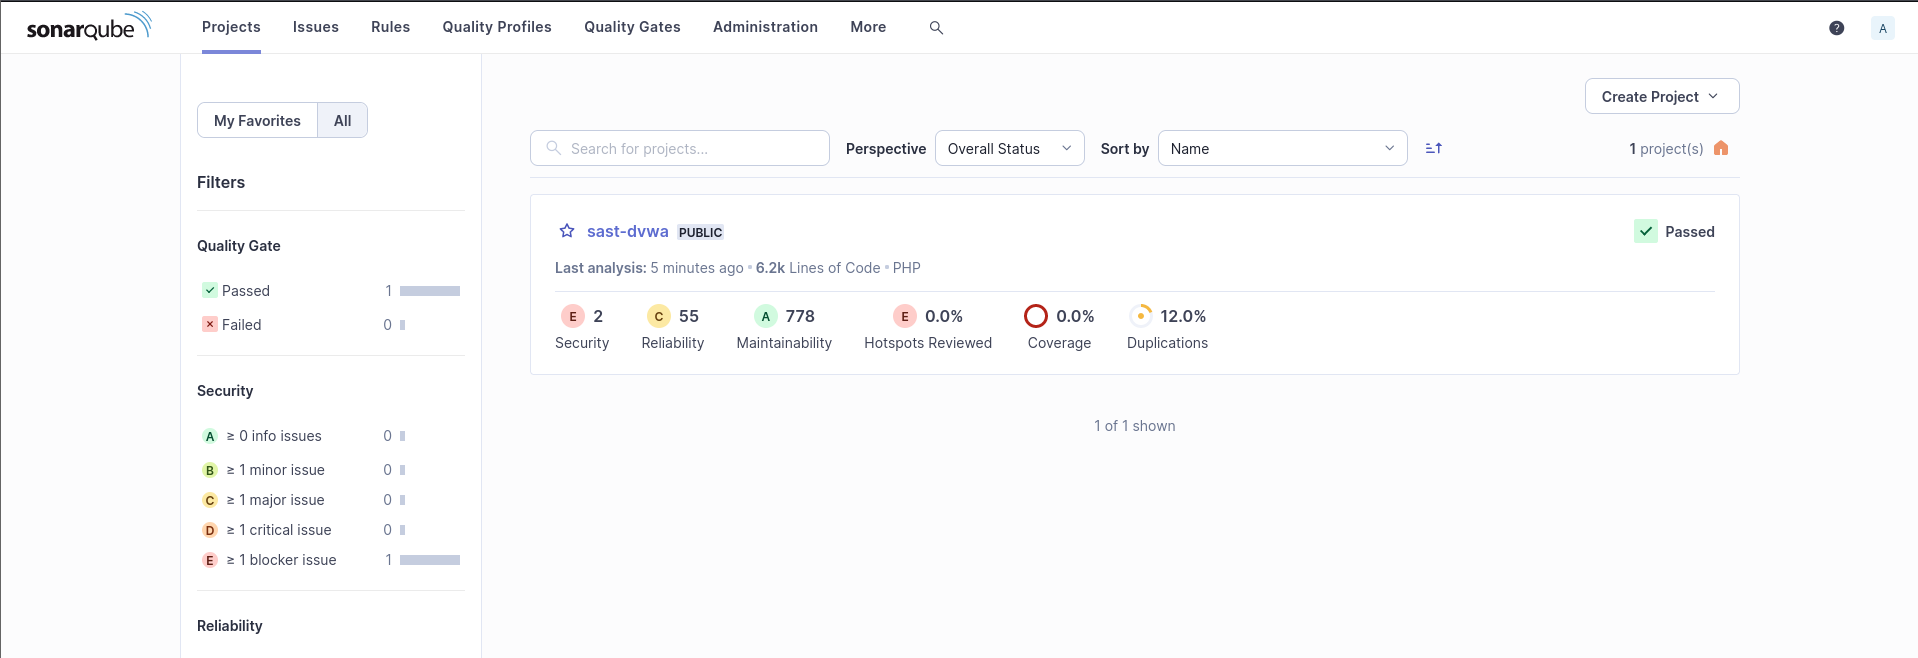 sonarqube Projects Issues Rules Quality Profiles Quality Gates Administration More ? A
My Favorites All
Filters
Quality Gate
Passed 1
Failed 0
Security
A ≥ 0 info issues 0
B ≥ 1 minor issue 0
C ≥ 1 major issue 0
D ≥ 1 critical issue 0
E ≥ 1 blocker issue 1
Reliability
Create Project
Search for projects... Perspective Overall Status Sort by Name 1 project(s)
sast-dvwa PUBLIC Passed
Last analysis: 5 minutes ago • 6.2k Lines of Code • PHP
E 2 C 55 A 778 E 0.0% 0.0% 12.0%
Security Reliability Maintainability Hotspots Reviewed Coverage Duplications
1 of 1 shown